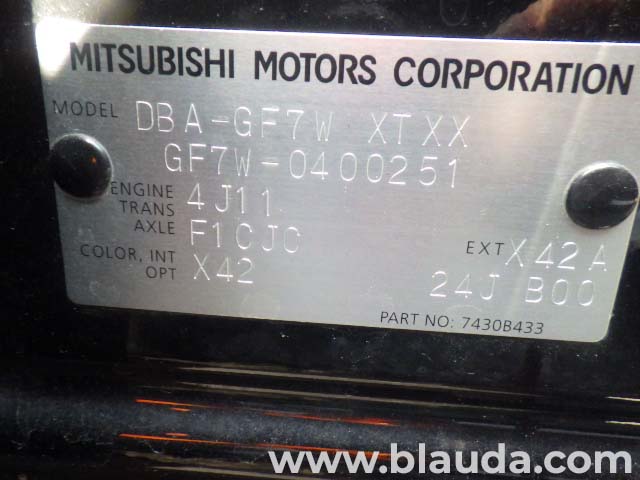 MITSUBISHI MOTORS CORPORATION
MODEL DBA-GF7W XTXX
GF7W-0400251
ENGINE 4J11
TRANS AXLE F1CJC
COLOR, INT X42 EXT X42A
OPT 24J B00
PART NO: 7430B433
www.blauda.com